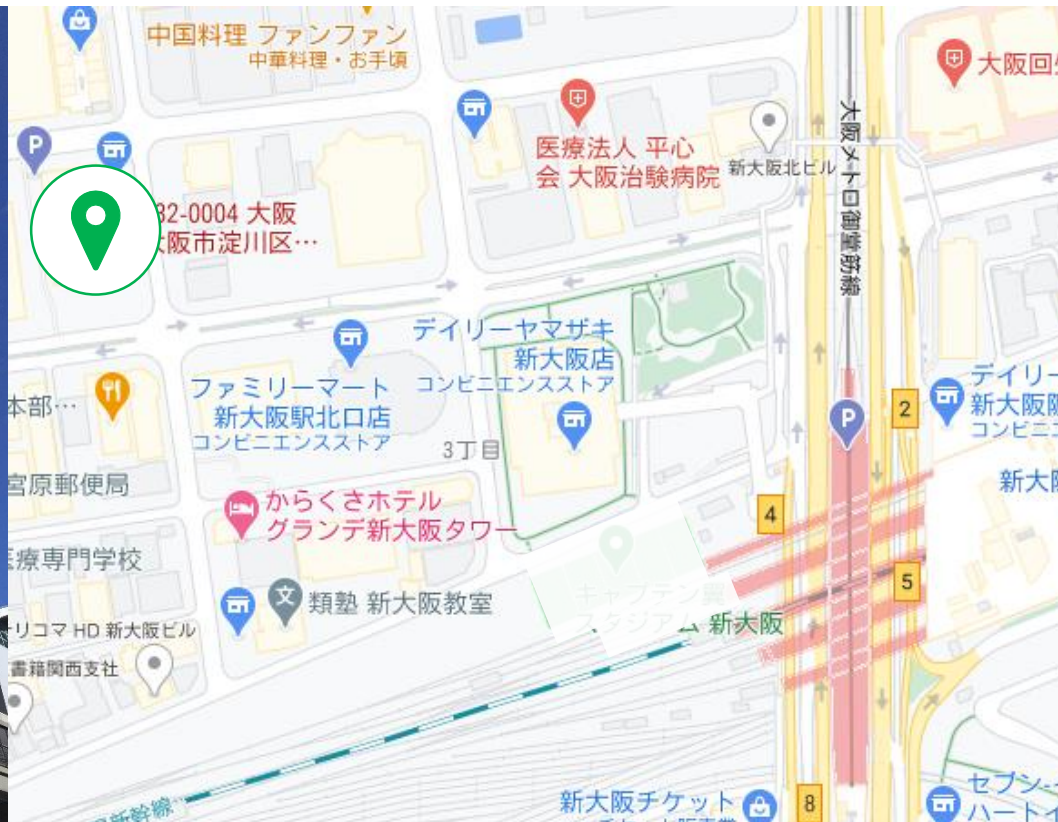 中国料理 ファンファン
中華料理・お手頃
大阪回
医療法人 平心
会 大阪治験病院
新大阪北ビル
大阪メトロ御堂筋線
P
32-0004 大阪
大阪市淀川区…
2
デイリーヤマザキ
新大阪店
コンビニエンスストア
ファミリーマート
新大阪駅北口店
コンビニエンスストア
デイリー
新大阪
コンビニ
本部…
P
3丁目
宮原郵便局
新大阪
からくさホテル
グランデ新大阪タワー
4
療専門学校
5
文
類塾 新大阪教室
キャプテン翼
スタジアム 新大阪
リコマ HD 新大阪ビル
書籍関西支社
新幹線
新大阪チケット
8
セブン-
ハート